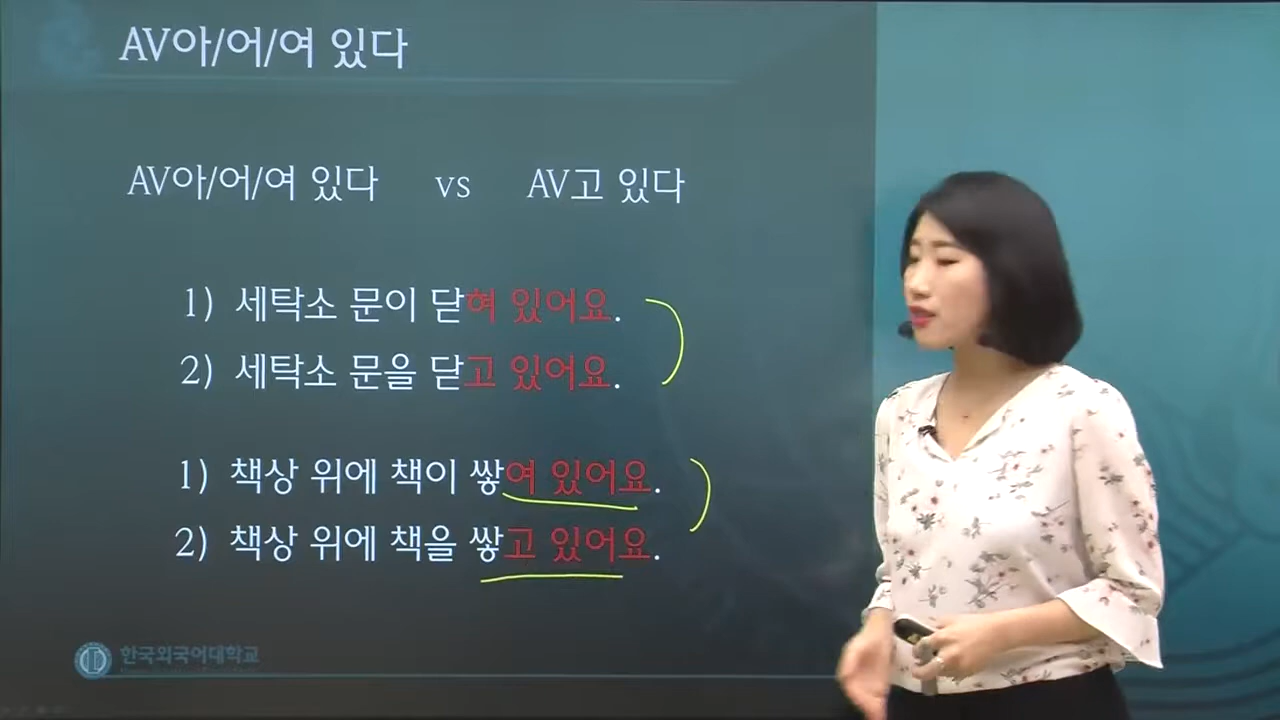 AV아/어/여 있다
AV아/어/여 있다 vs AV고 있다
1) 세탁소 문이 닫혀 있어요.
2) 세탁소 문을 닫고 있어요.
1) 책상 위에 책이 쌓여 있어요.
2) 책상 위에 책을 쌓고 있어요.
한국외국어대학교